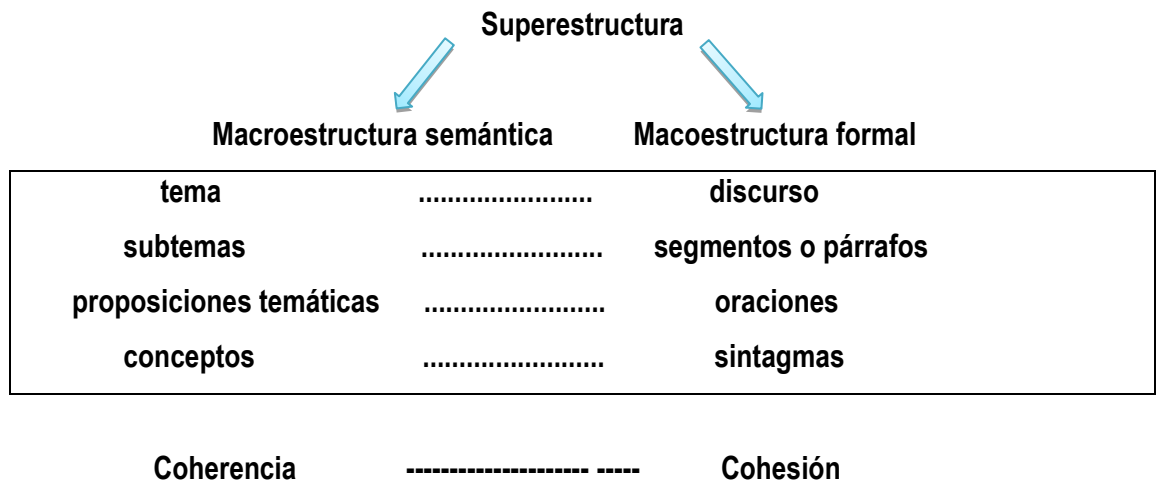 Superestructura
Macroestructura semántica Macoestructura formal
tema ........................ discurso
subtemas ......................... segmentos o párrafos
proposiciones temáticas ......................... oraciones
conceptos ......................... sintagmas
Coherencia --------------------- ----- Cohesión